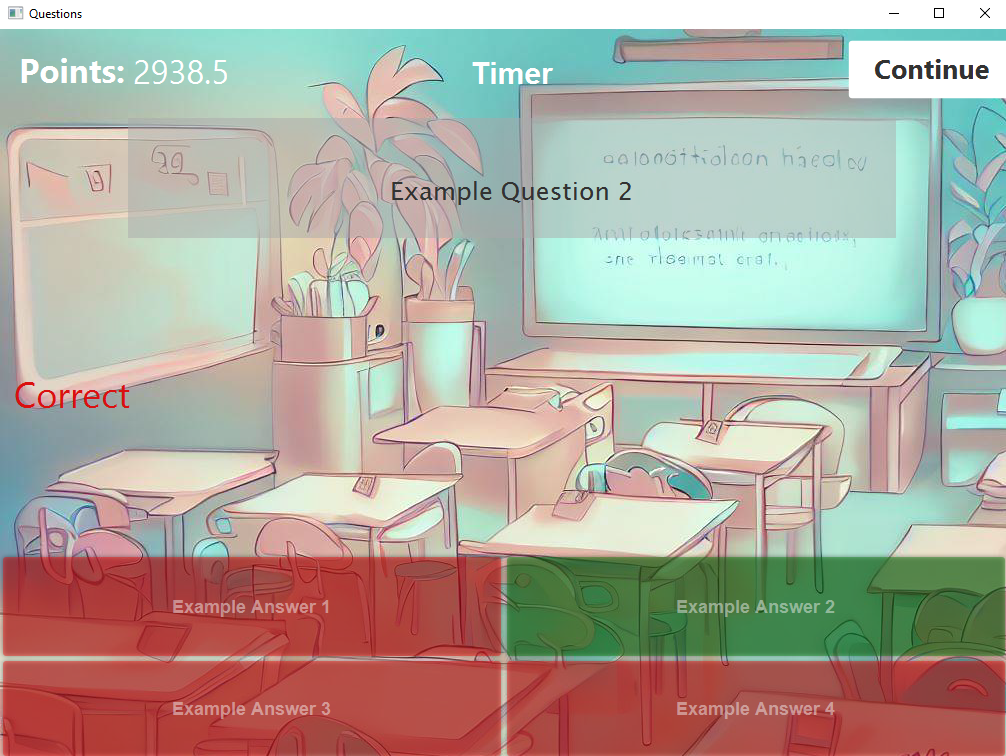 Questions
Points: 2938.5
Timer
Continue
Example Question 2
Correct
Example Answer 1
Example Answer 2
Example Answer 3
Example Answer 4